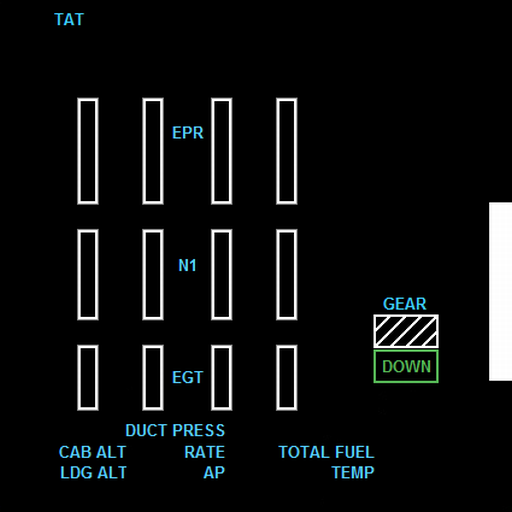 TAT
EPR
N1
GEAR
DOWN
EGT
DUCT PRESS
CAB ALT RATE TOTAL FUEL
LDG ALT AP TEMP